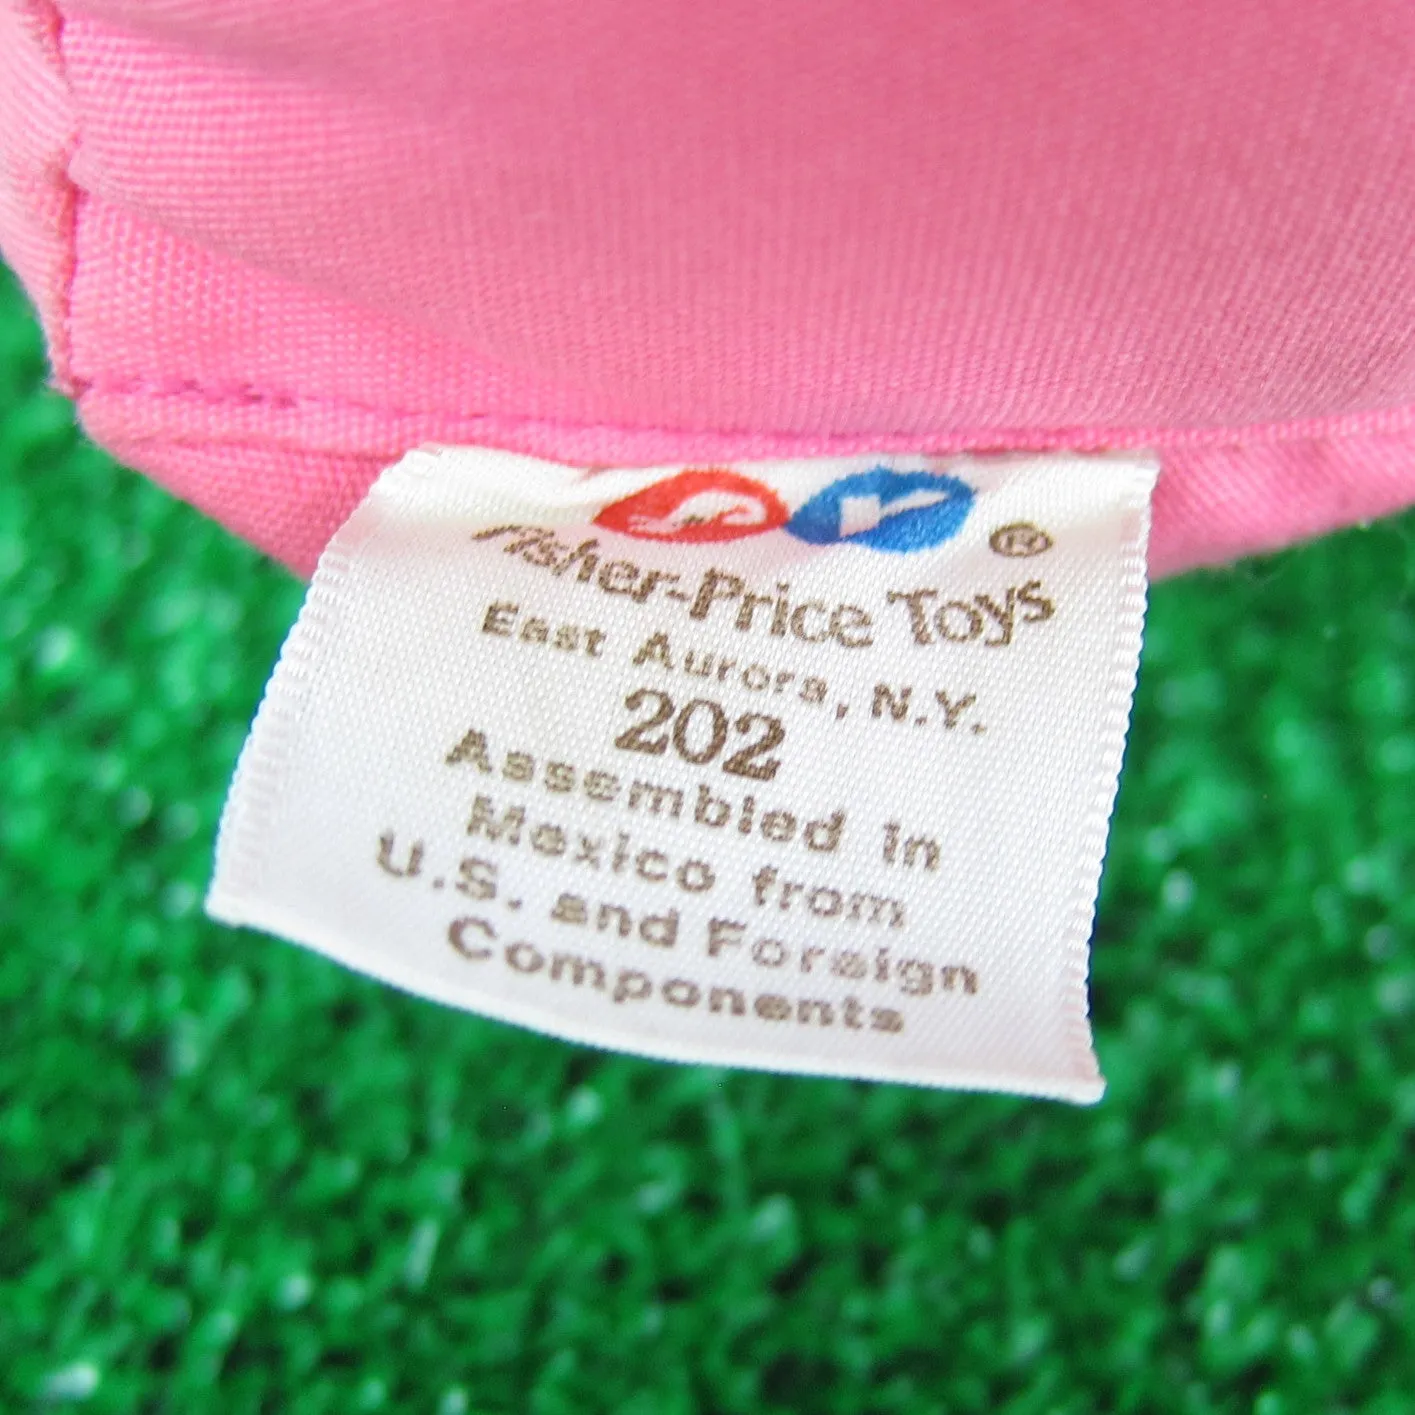 Fisher-Price Toys®
East Aurora, N.Y.
202
Assembled in
Mexico from
U.S. and Foreign
Components